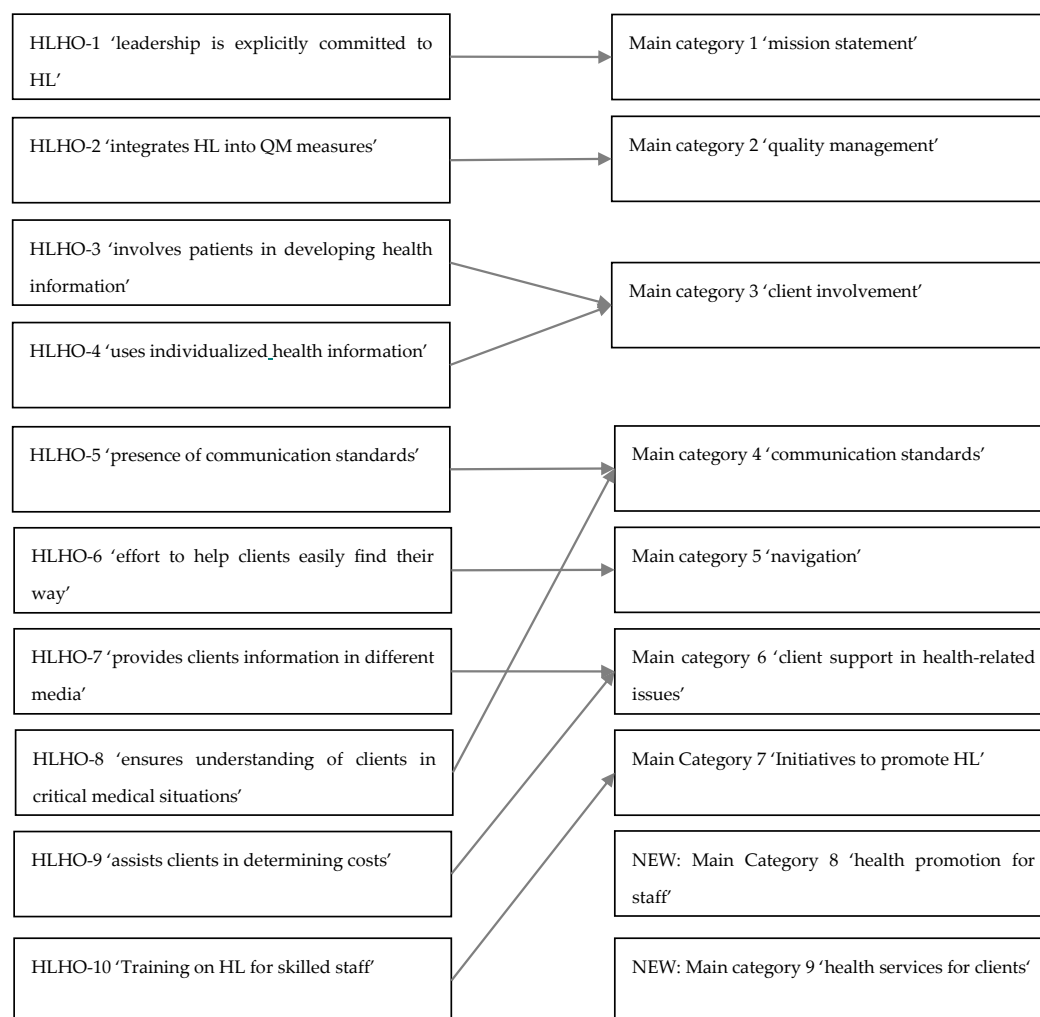 HLHO-1 ‘leadership is explicitly committed to
HL’
Main category 1 ‘mission statement’
HLHO-2 ‘integrates HL into QM measures’
Main category 2 ‘quality management’
HLHO-3 ‘involves patients in developing health
information’
Main category 3 ‘client involvement’
HLHO-4 ‘uses individualized health information’
HLHO-5 ‘presence of communication standards’
Main category 4 ‘communication standards’
HLHO-6 ‘effort to help clients easily find their
way’
Main category 5 ‘navigation’
HLHO-7 ‘provides clients information in different
media’
Main category 6 ‘client support in health-related
issues’
HLHO-8 ‘ensures understanding of clients in
critical medical situations’
Main Category 7 ‘Initiatives to promote HL’
HLHO-9 ‘assists clients in determining costs’
NEW: Main Category 8 ‘health promotion for
staff’
HLHO-10 ‘Training on HL for skilled staff’
NEW: Main category 9 ‘health services for clients‘